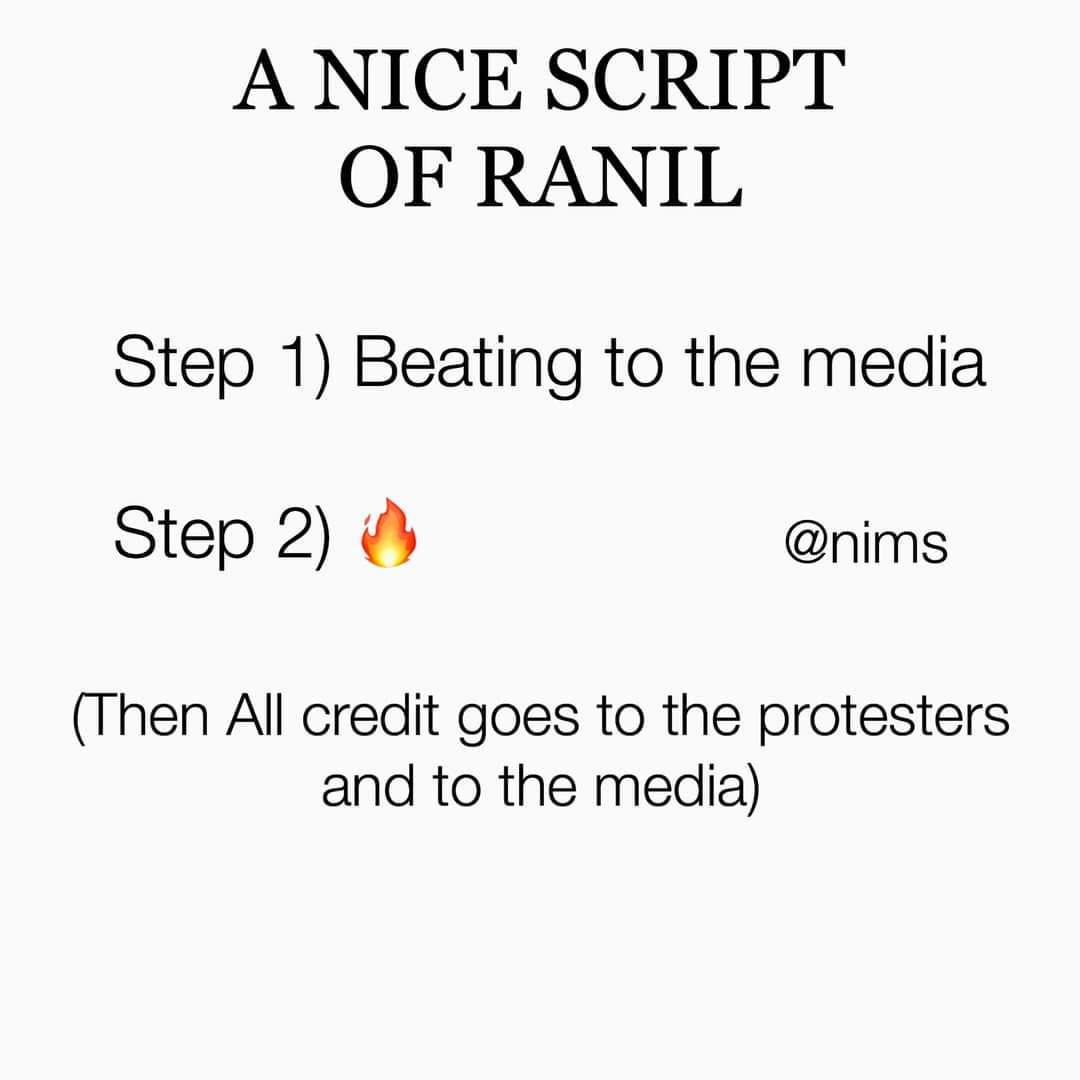 A NICE SCRIPT
OF RANIL
Step 1) Beating to the media
Step 2) 🔥
@nims
(Then All credit goes to the protesters
and to the media)